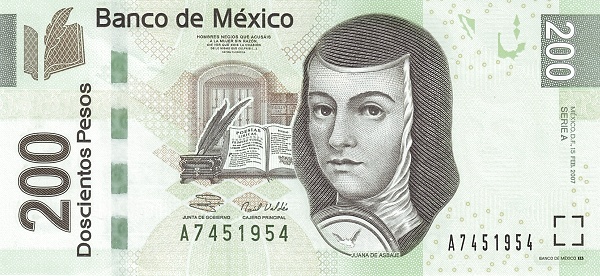 Banco de México
HOMBRES NECIOS QUE ACUSÁIS
A LA MUJER SIN RAZÓN,
SIN VER QUE SOIS LA OCASIÓN
DE LO MISMO QUE CULPÁIS...
200
200
Doscientos Pesos
POESÍAS
MÉXICO, D.F., 15 FEB. 2007
SERIE A
JUNTA DE GOBIERNO
CAJERO PRINCIPAL
A7451954
JUANA DE ASBAJE
A7451954
BANCO DE MÉXICO